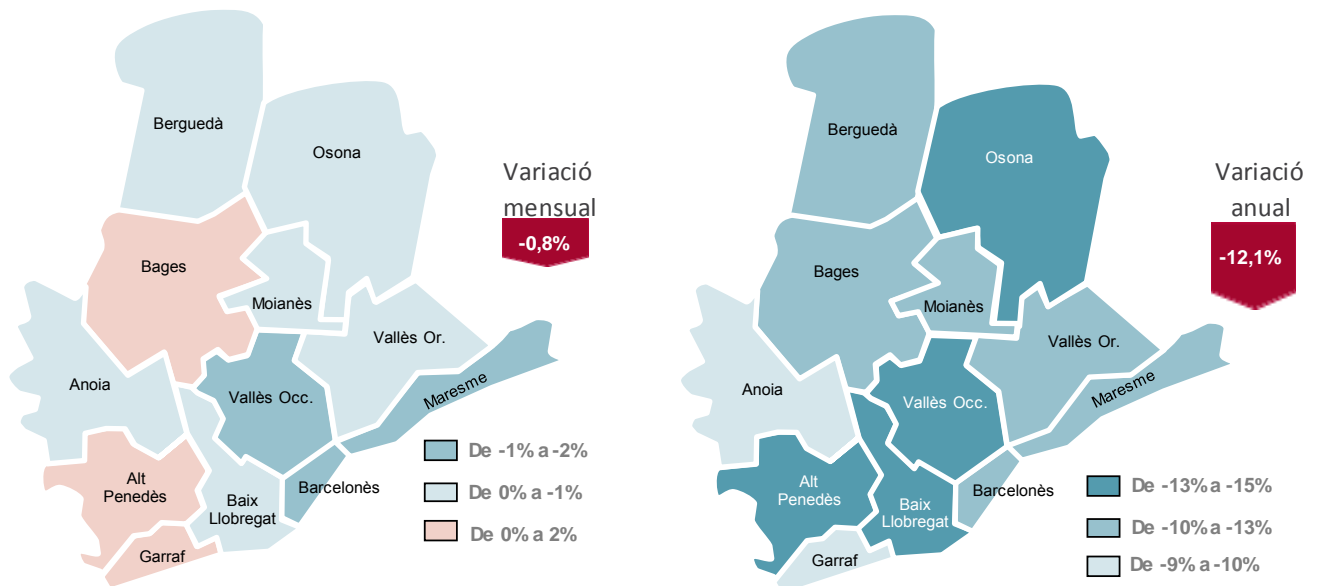 Berguedà
Osona
Bages
Moianès
Vallès Or.
Anoia
Vallès Occ.
Maresme
Alt
Penedès
Baix
Llobregat
Barcelonès
Garraf
Variació
mensual
-0,8%
De -1% a -2%
De 0% a -1%
De 0% a 2%
Berguedà
Osona
Bages
Moianès
Vallès Or.
Anoia
Vallès Occ.
Maresme
Alt
Penedès
Baix
Llobregat
Barcelonès
Garraf
Variació
anual
-12,1%
De -13% a -15%
De -10% a -13%
De -9% a -10%